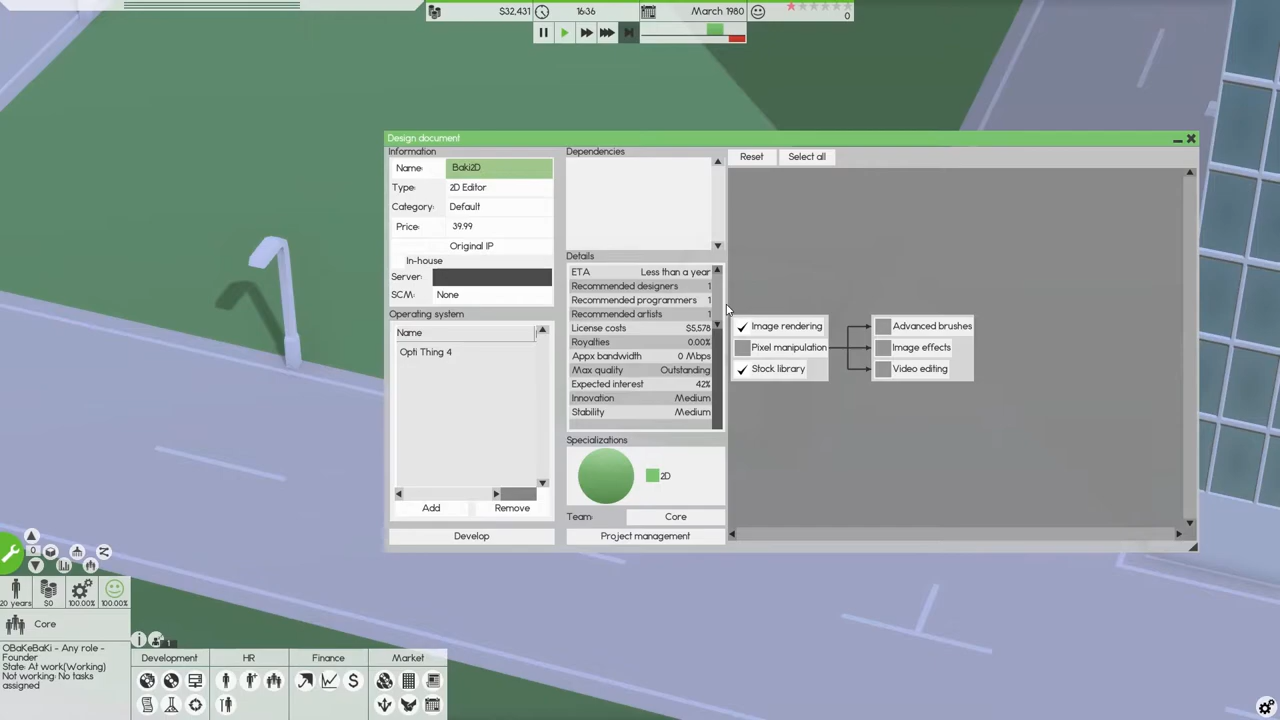 $32,431 16:36 March 1980 0
Design document
Information
Name: Baki2D
Type: 2D Editor
Category: Default
Price: 39.99
Original IP
In-house
Server:
SCM: None
Operating system
Name
Opti Thing 4
Add Remove
Develop
Dependencies
Details
ETA Less than a year
Recommended designers 1
Recommended programmers 1
Recommended artists 1
License costs $5,578
Royalties 0.00%
Appx bandwidth 0 Mbps
Max quality Outstanding
Expected interest 42%
Innovation Medium
Stability Medium
Specializations
2D
Team: Core
Project management
Reset Select all
Image rendering Advanced brushes
Pixel manipulation Image effects
Stock library Video editing
0
20 years $0 100.00% 100.00%
Core
OBaKeBaKi - Any role -
Founder
State: At work(Working)
Not working: No tasks
assigned
1
Development HR Finance Market